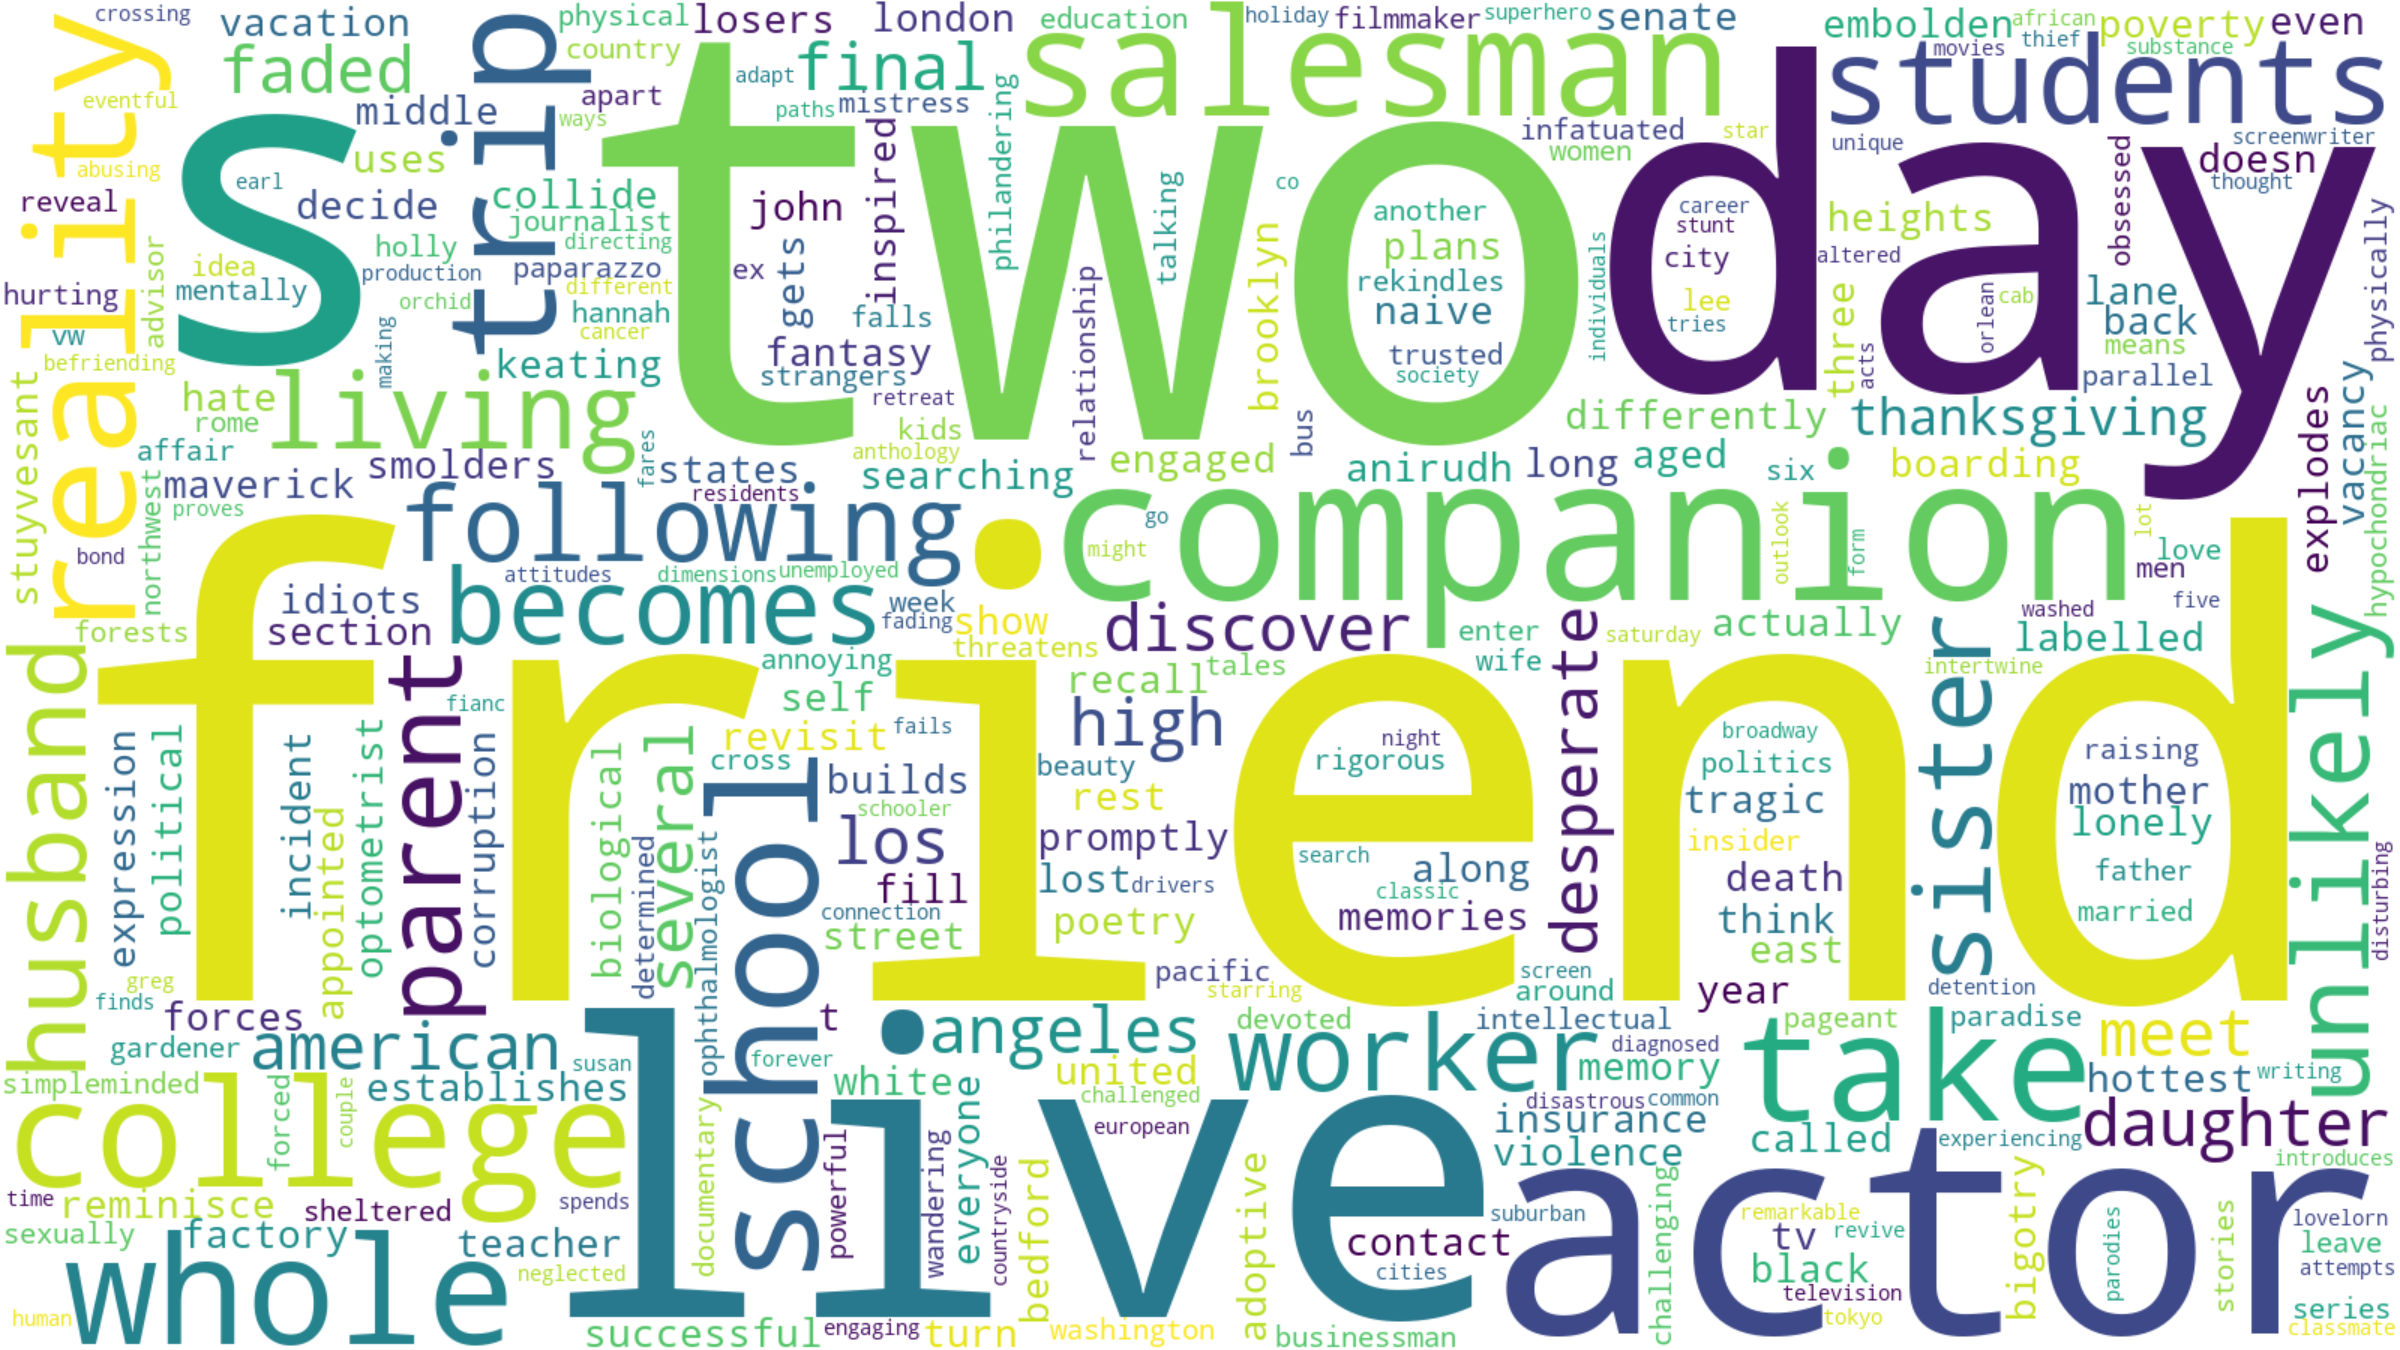 crossing
vacation
physical
losers
london
education
holiday
filmmaker
superhero
senate
embolden
african
poverty
even
faded
trip
country
final
salesman
movies
thief
substance
students
reality
eventful
middle
adapt
apart
paths
mistress
ways
philandering
inspired
infatuated
star
women
unique
screenwriter
doesn
thought
obsessed
abusing
uses
s
earl
two
day
reveal
decide
collide
journalist
john
talking
co
another
career
stunt
heights
physically
holly
directing
plans
city
altered
idea
advisor
production
paparazzo
ex
gets
different
rekindles
individuals
lee
cab
lane
hurting
mentally
orchid
hannah
falls
relationship
brooklyn
naive
tries
orlean
three
back
vw
making
cancer
fantasy
trusted
means
befriending
keating
strangers
society
acts
parallel
stuyvesant
hate
living
retreat
bus
differently
thanksgiving
vacancy
explodes
hypochondriac
rome
kids
affair
fares
anthology
engaged
anirudh
long
aged
six
boarding
maverick
smolders
states
searching
residents
northwest
proves
following
companion
go
lot
bond
might
outlook
form
love
men
attitudes
dimensions
unemployed
idiots
becomes
week
show
discover
desperate
washed
five
section
fading
enter
saturday
actually
labelled
forests
friend
threatens
annoying
recall
tales
wife
sister
intertwine
unlikely
husband
parent
fianc
self
high
expression
political
incident
optometrist
corruption
biological
several
revisit
fails
night
broadway
raising
cross
beauty
rigorous
politics
school
builds
rest
tragic
mother
appointed
schooler
los
promptly
insider
lonely
determined
ophthalmologist
search
along
death
father
disturbing
fill
lost
drivers
classic
connection
street
poetry
memories
think
married
east
greg
finds
pacific
screen
starring
around
year
detention
forces
t
angeles
devoted
intellectual
pageant
paradise
meet
gardener
american
susan
forever
worker
diagnosed
take
simpleminded
establishes
white
united
memory
hottest
writing
college
forced
couple
live
challenged
disastrous
common
daughter
documentary
everyone
european
insurance
called
experiencing
powerful
wandering
countryside
bedford
adoptive
violence
challenging
introduces
time
reminisce
sheltered
spends
suburban
actor
remarkable
bigotry
stories
lovelorn
sexually
factory
teacher
contact
tv
revive
parodies
leave
whole
neglected
cities
black
attempts
television
human
successful
engaging
turn
washington
businessman
tokyo
series
classmate